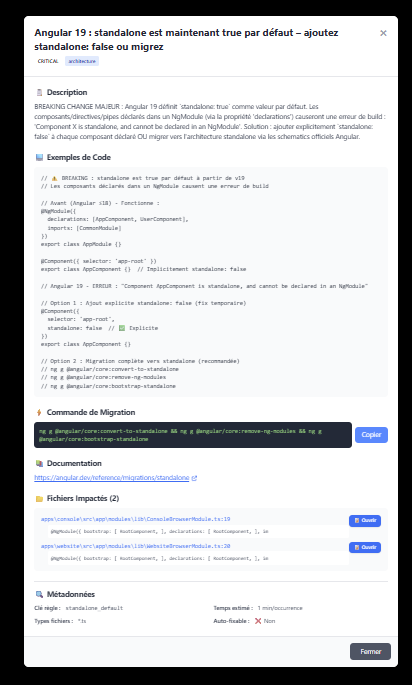 Angular 19 : standalone est maintenant true par défaut – ajoutez
standalone: false ou migrez
CRITICAL architecture
Description
BREAKING CHANGE MAJEUR : Angular 19 définit `standalone: true` comme valeur par défaut. Les
composants/directives/pipes déclarés dans un NgModule (via la propriété 'declarations') causeront une erreur de build :
'Component X is standalone, and cannot be declared in an NgModule'. Solution : ajouter explicitement `standalone:
false` à chaque composant déclaré OU migrer vers l'architecture standalone via les schematics officiels Angular.
Exemples de Code
// ⚠️ BREAKING : standalone est true par défaut à partir de v19
// Les composants déclarés dans un NgModule causent une erreur de build
// Avant (Angular ≤18) - Fonctionne :
@NgModule({
declarations: [AppComponent, UserComponent],
imports: [CommonModule]
})
export class AppModule {}
@Component({ selector: 'app-root' })
export class AppComponent {} // Implicitement standalone: false
// Angular 19 - ERREUR : "Component AppComponent is standalone, and cannot be declared in an NgModule"
// Option 1 : Ajout explicite standalone: false (fix temporaire)
@Component({
selector: 'app-root',
standalone: false // ✅ Explicite
})
export class AppComponent {}
// Option 2 : Migration complète vers standalone (recommandée)
// ng g @angular/core:convert-to-standalone
// ng g @angular/core:remove-ng-modules
// ng g @angular/core:bootstrap-standalone
Commande de Migration
ng g @angular/core:convert-to-standalone && ng g @angular/core:remove-ng-modules && ng g
@angular/core:bootstrap-standalone
Copier
Documentation
https://angular.dev/reference/migrations/standalone
Fichiers Impactés (2)
apps\console\src\app\modules\lib\ConsoleBrowserModule.ts:19
Ouvrir
@NgModule({ bootstrap: [ RootComponent, ], declarations: [ RootComponent, ], im
apps\website\src\app\modules\lib\WebsiteBrowserModule.ts:20
Ouvrir
@NgModule({ bootstrap: [ RootComponent, ], declarations: [ RootComponent, ], im
Métadonnées
Clé règle : standalone_default
Temps estimé : 1 min/occurrence
Types fichiers : *.ts
Auto-fixable : ❌ Non
Fermer